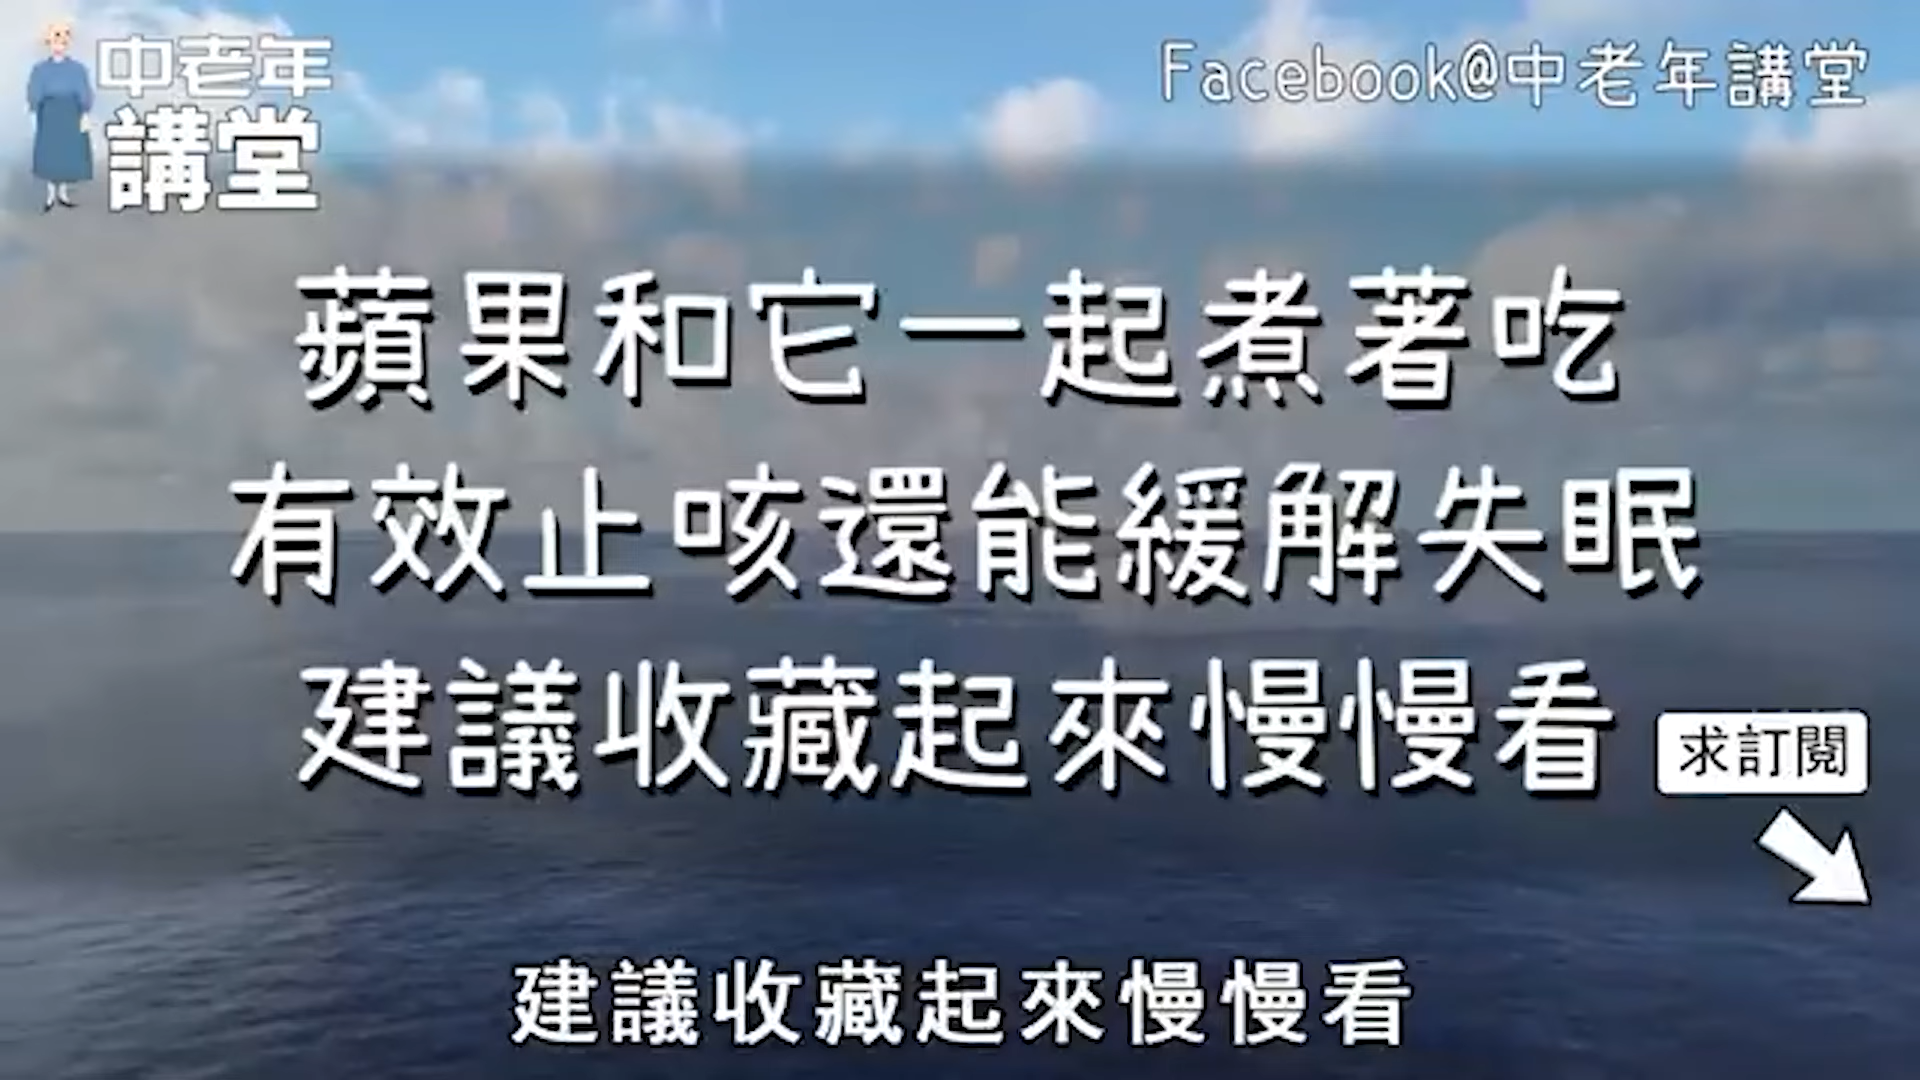 中老年
講堂
Facebook@中老年講堂
蘋果和它一起煮著吃
有效止咳還能緩解失眠
建議收藏起來慢慢看
求訂閱
建議收藏起來慢慢看